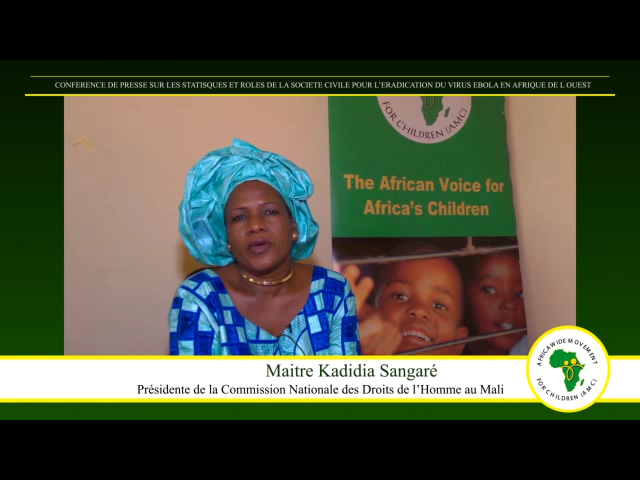 CONFERENCE DE PRESSE SUR LES STATISQUES ET ROLES DE LA SOCIETE CIVILE POUR L'ERADICATION DU VIRUS EBOLA EN AFRIQUE DE L OUEST
FOR CHILDREN (AMC)
The African Voice for
Africa's Children
Maitre Kadidia Sangaré
Présidente de la Commission Nationale des Droits de l'Homme au Mali
AFRICAWIDE MOVEMENT
FOR CHILDREN (AMC)